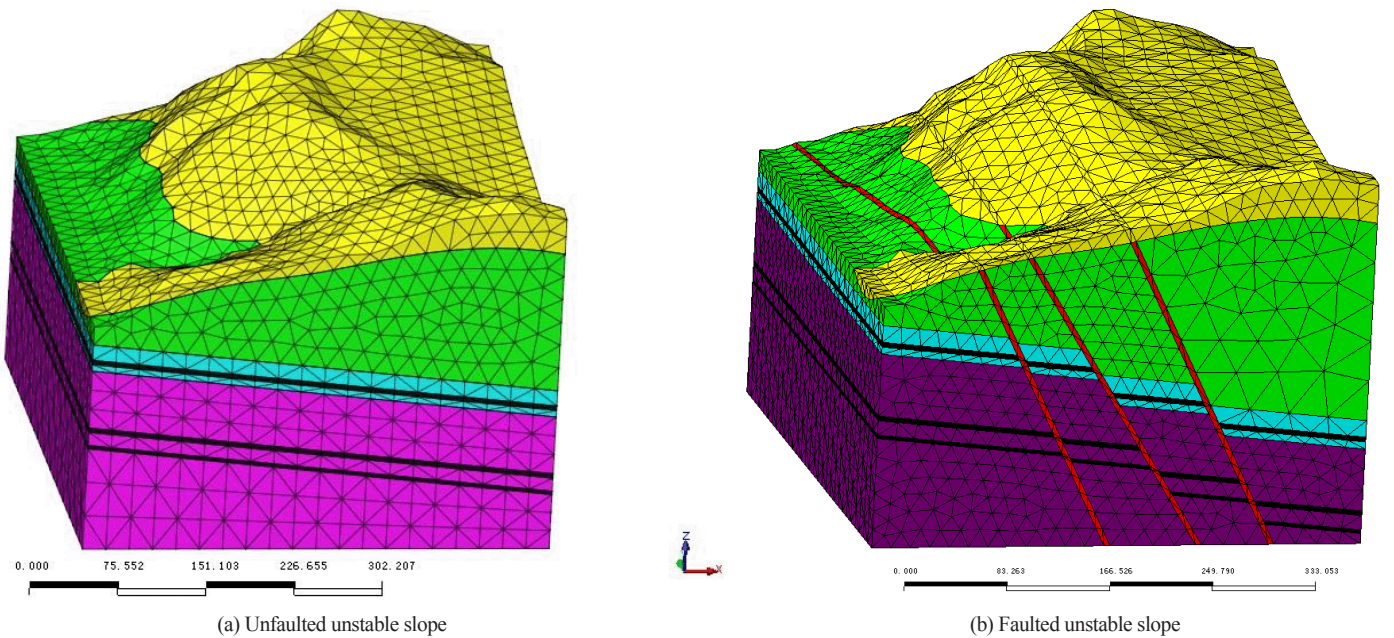 0.000 75.552 151.103 226.655 302.207
(a) Unfaulted unstable slope
Z
X
0.000 83.263 166.526 249.790 333.053
(b) Faulted unstable slope